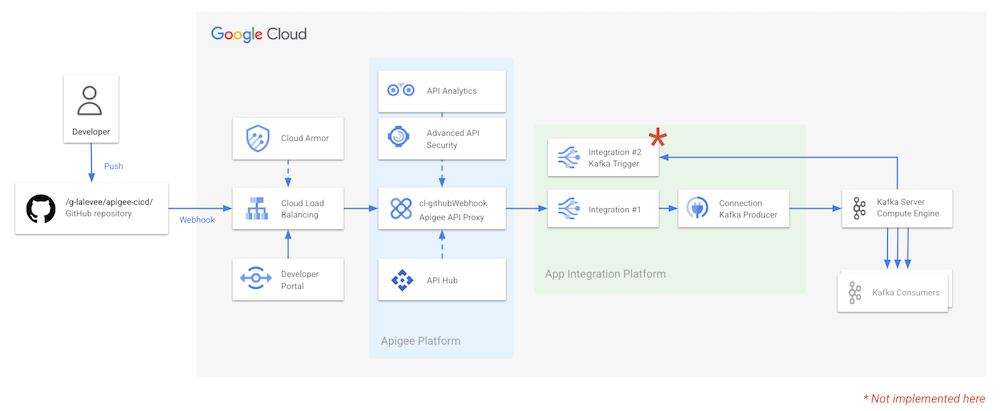 Google Cloud
Developer
Push
/g-lalevee/apigee-cicd/
GitHub repository
Webhook
Cloud Armor
Cloud Load
Balancing
Developer
Portal
API Analytics
Advanced API
Security
cl-githubWebhook
Apigee API Proxy
API Hub
Apigee Platform
Integration #2
Kafka Trigger
*
Integration #1
Connection
Kafka Producer
App Integration Platform
Kafka Server
Compute Engine
Kafka Consumers
* Not implemented here